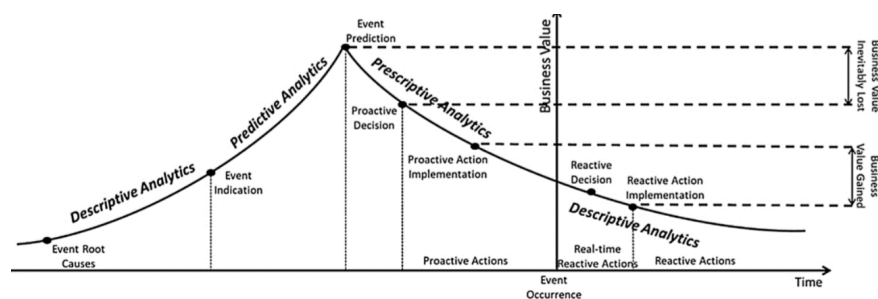 Event
Prediction
Business Value
Business Value
Inevitably Lost
Predictive Analytics
Prescriptive Analytics
Proactive
Decision
Descriptive Analytics
Event
Indication
Proactive Action
Implementation
Reactive
Decision
Reactive Action
Implementation
Business
Value Gained
Descriptive Analytics
Event Root
Causes
Proactive Actions
Real-time
Reactive Actions
Reactive Actions
Event
Occurrence
Time